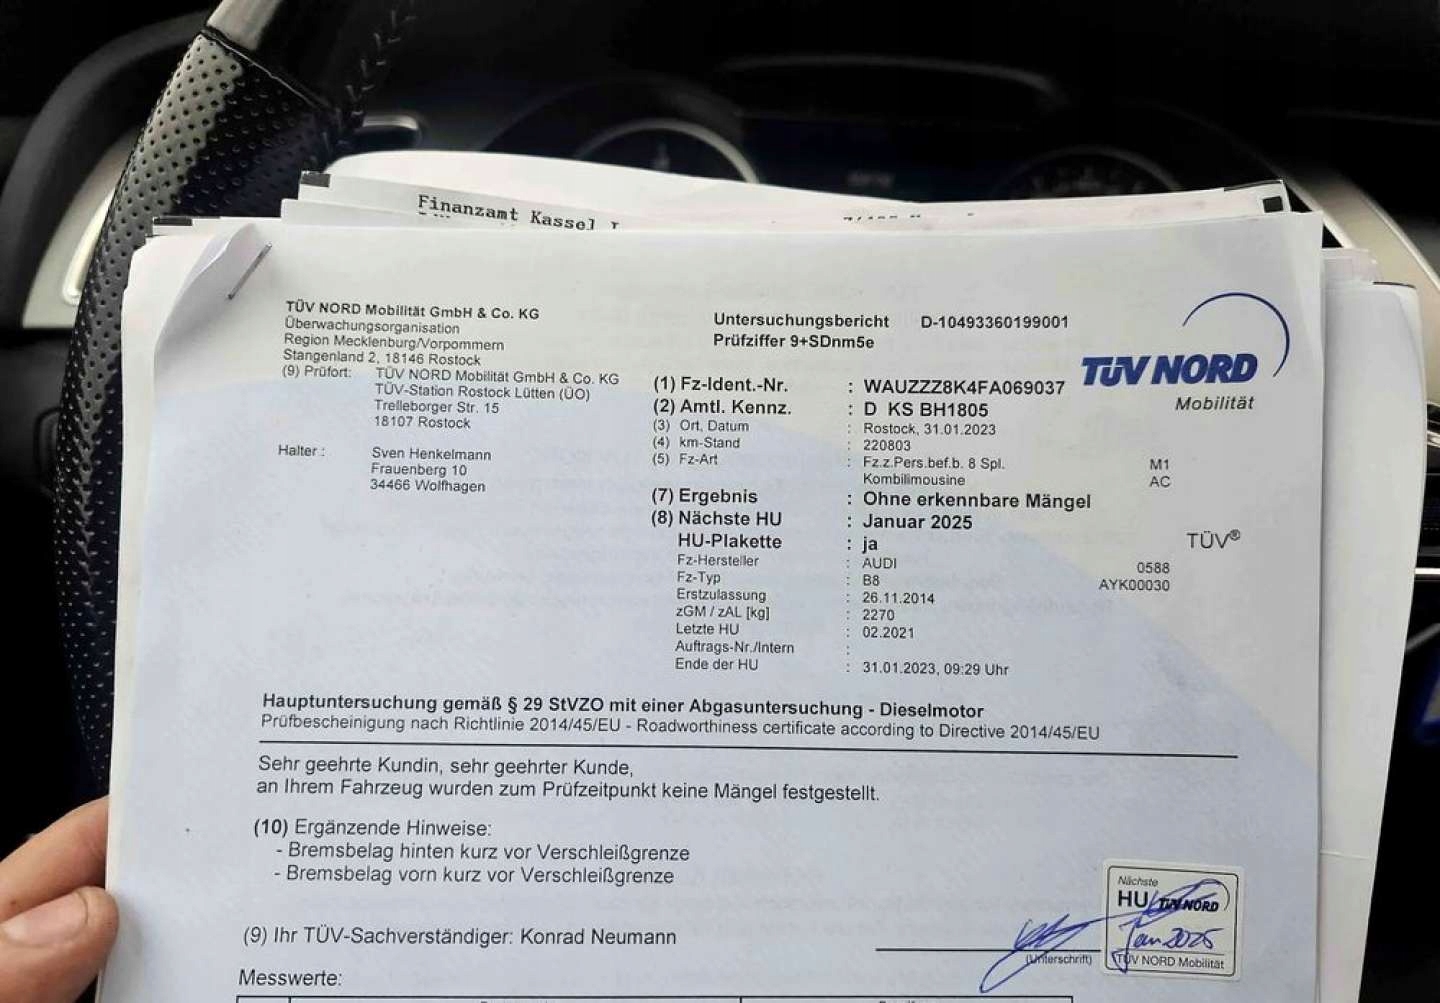 Finanzamt Kassel I
TÜV NORD Mobilität GmbH & Co. KG
Überwachungsorganisation
Region Mecklenburg/Vorpommern
Stangenland 2, 18146 Rostock
(9) Prüfort: TÜV NORD Mobilität GmbH & Co. KG
TÜV-Station Rostock Lütten (ÜO)
Trelleborger Str. 15
18107 Rostock
Halter : Sven Henkelmann
Frauenberg 10
34466 Wolfhagen
Untersuchungsbericht D-10493360199001
Prüfziffer 9+SDnm5e
TÜV NORD
Mobilität
(1) Fz-Ident.-Nr. : WAUZZZ8K4FA069037
(2) Amtl. Kennz. : D KS BH1805
(3) Ort, Datum : Rostock, 31.01.2023
(4) km-Stand : 220803
(5) Fz-Art : Fz.z.Pers.bef.b. 8 Spl. M1
Kombilimousine AC
(7) Ergebnis : Ohne erkennbare Mängel
(8) Nächste HU : Januar 2025
HU-Plakette : ja
TÜV®
Fz-Hersteller : AUDI 0588
Fz-Typ : B8 AYK00030
Erstzulassung : 26.11.2014
zGM / zAL [kg] : 2270
Letzte HU : 02.2021
Auftrags-Nr./Intern :
Ende der HU : 31.01.2023, 09:29 Uhr
Hauptuntersuchung gemäß § 29 StVZO mit einer Abgasuntersuchung - Dieselmotor
Prüfbescheinigung nach Richtlinie 2014/45/EU - Roadworthiness certificate according to Directive 2014/45/EU
Sehr geehrte Kundin, sehr geehrter Kunde,
an Ihrem Fahrzeug wurden zum Prüfzeitpunkt keine Mängel festgestellt.
(10) Ergänzende Hinweise:
- Bremsbelag hinten kurz vor Verschleißgrenze
- Bremsbelag vorn kurz vor Verschleißgrenze
(9) Ihr TÜV-Sachverständiger: Konrad Neumann
(Unterschrift)
Nächste
HU TÜV NORD
Jan 2025
TÜV NORD Mobilität
Messwerte: